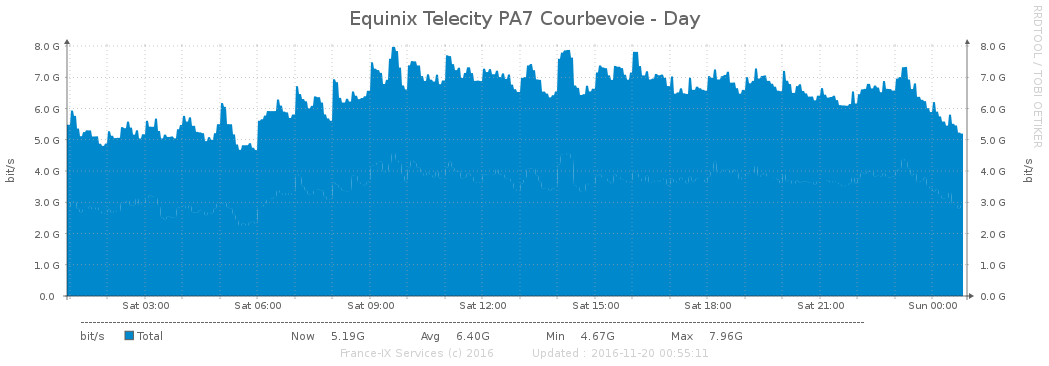 Equinix Telecity PA7 Courbevoie - Day
RRDTOOL / TOBI OETIKER
bit/s
8.0 G
7.0 G
6.0 G
5.0 G
4.0 G
3.0 G
2.0 G
1.0 G
0.0
8.0 G
7.0 G
6.0 G
5.0 G
4.0 G
3.0 G
2.0 G
1.0 G
0.0 G
bit/s
Sat 03:00 Sat 06:00 Sat 09:00 Sat 12:00 Sat 15:00 Sat 18:00 Sat 21:00 Sun 00:00
bit/s Total Now 5.19G Avg 6.40G Min 4.67G Max 7.96G
France-IX Services (c) 2016 Updated : 2016-11-20 00:55:11